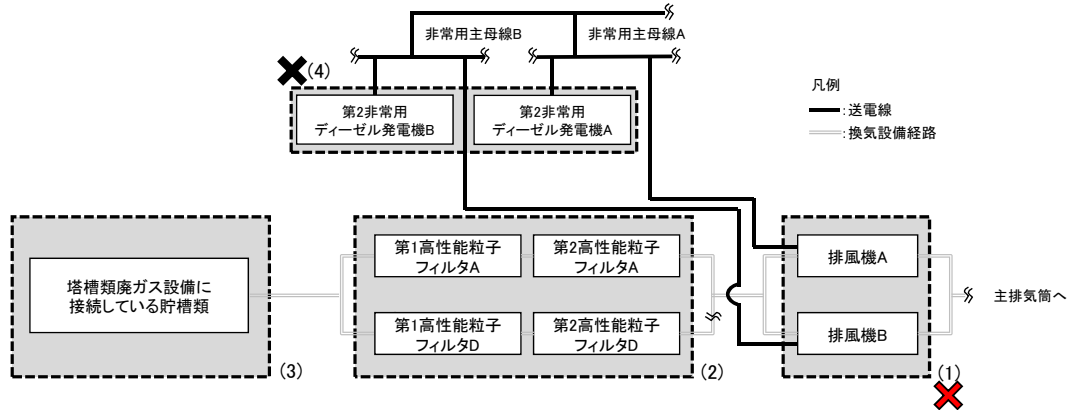 非常用主母線B
非常用主母線A
(4)
第2非常用
ディーゼル発電機B
第2非常用
ディーゼル発電機A
凡例
:送電線
:換気設備経路
第1高性能粒子
フィルタA
第2高性能粒子
フィルタA
排風機A
塔槽類廃ガス設備に
接続している貯槽類
主排気筒へ
第1高性能粒子
フィルタD
第2高性能粒子
フィルタD
排風機B
(3)
(2)
(1)